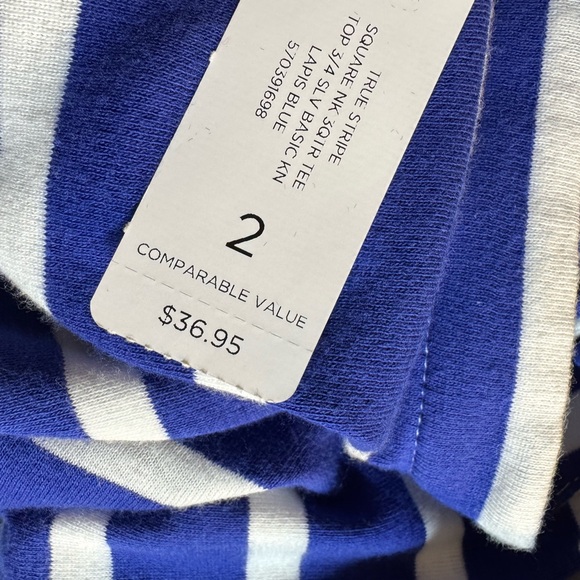 TRUE STRIPE
SQUARE NK 3QTR TEE
TOP 3/4 SLV BASIC KN
LAPIS BLUE
570391698
2
COMPARABLE VALUE
$36.95